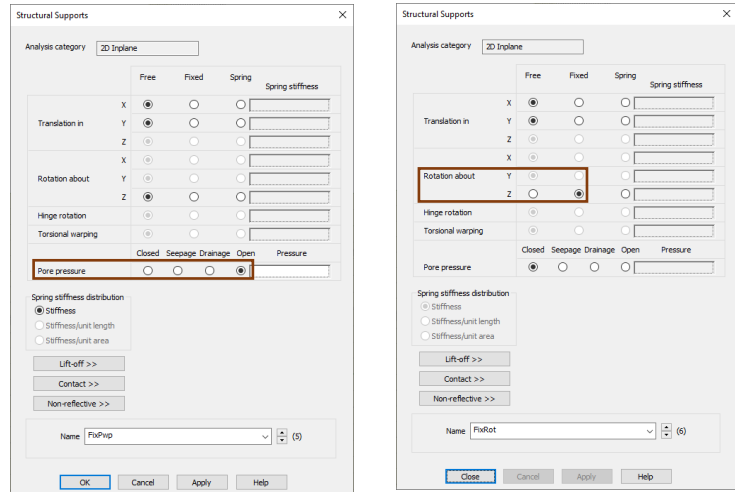 Structural Supports
Analysis category 2D Inplane
Free Fixed Spring
Spring stiffness
X
Translation in Y
Z
X
Rotation about Y
Z
Hinge rotation
Torsional warping
Closed Seepage Drainage Open Pressure
Pore pressure
Spring stiffness distribution
Stiffness
Stiffness/unit length
Stiffness/unit area
Lift-off >>
Contact >>
Non-reflective >>
Name FixPwp (5)
OK Cancel Apply Help
Structural Supports
Analysis category 2D Inplane
Free Fixed Spring
Spring stiffness
X
Translation in Y
Z
X
Rotation about Y
Z
Hinge rotation
Torsional warping
Closed Seepage Drainage Open Pressure
Pore pressure
Spring stiffness distribution
Stiffness
Stiffness/unit length
Stiffness/unit area
Lift-off >>
Contact >>
Non-reflective >>
Name FixRot (6)
Close Cancel Apply Help